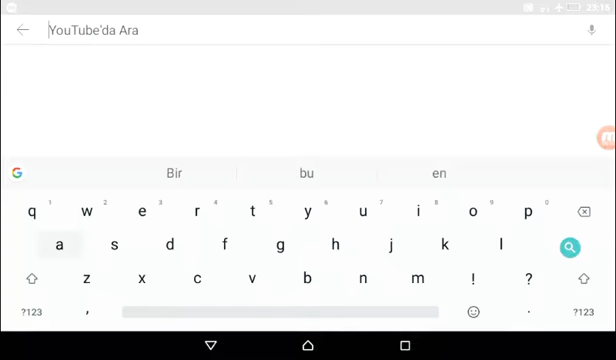 23:16
YouTube'da Ara
Bir bu en
1 2 3 4 5 6 7 8 9 0
q w e r t y u i o p
a s d f g h j k l
z x c v b n m ! ?
?123 , . ?123